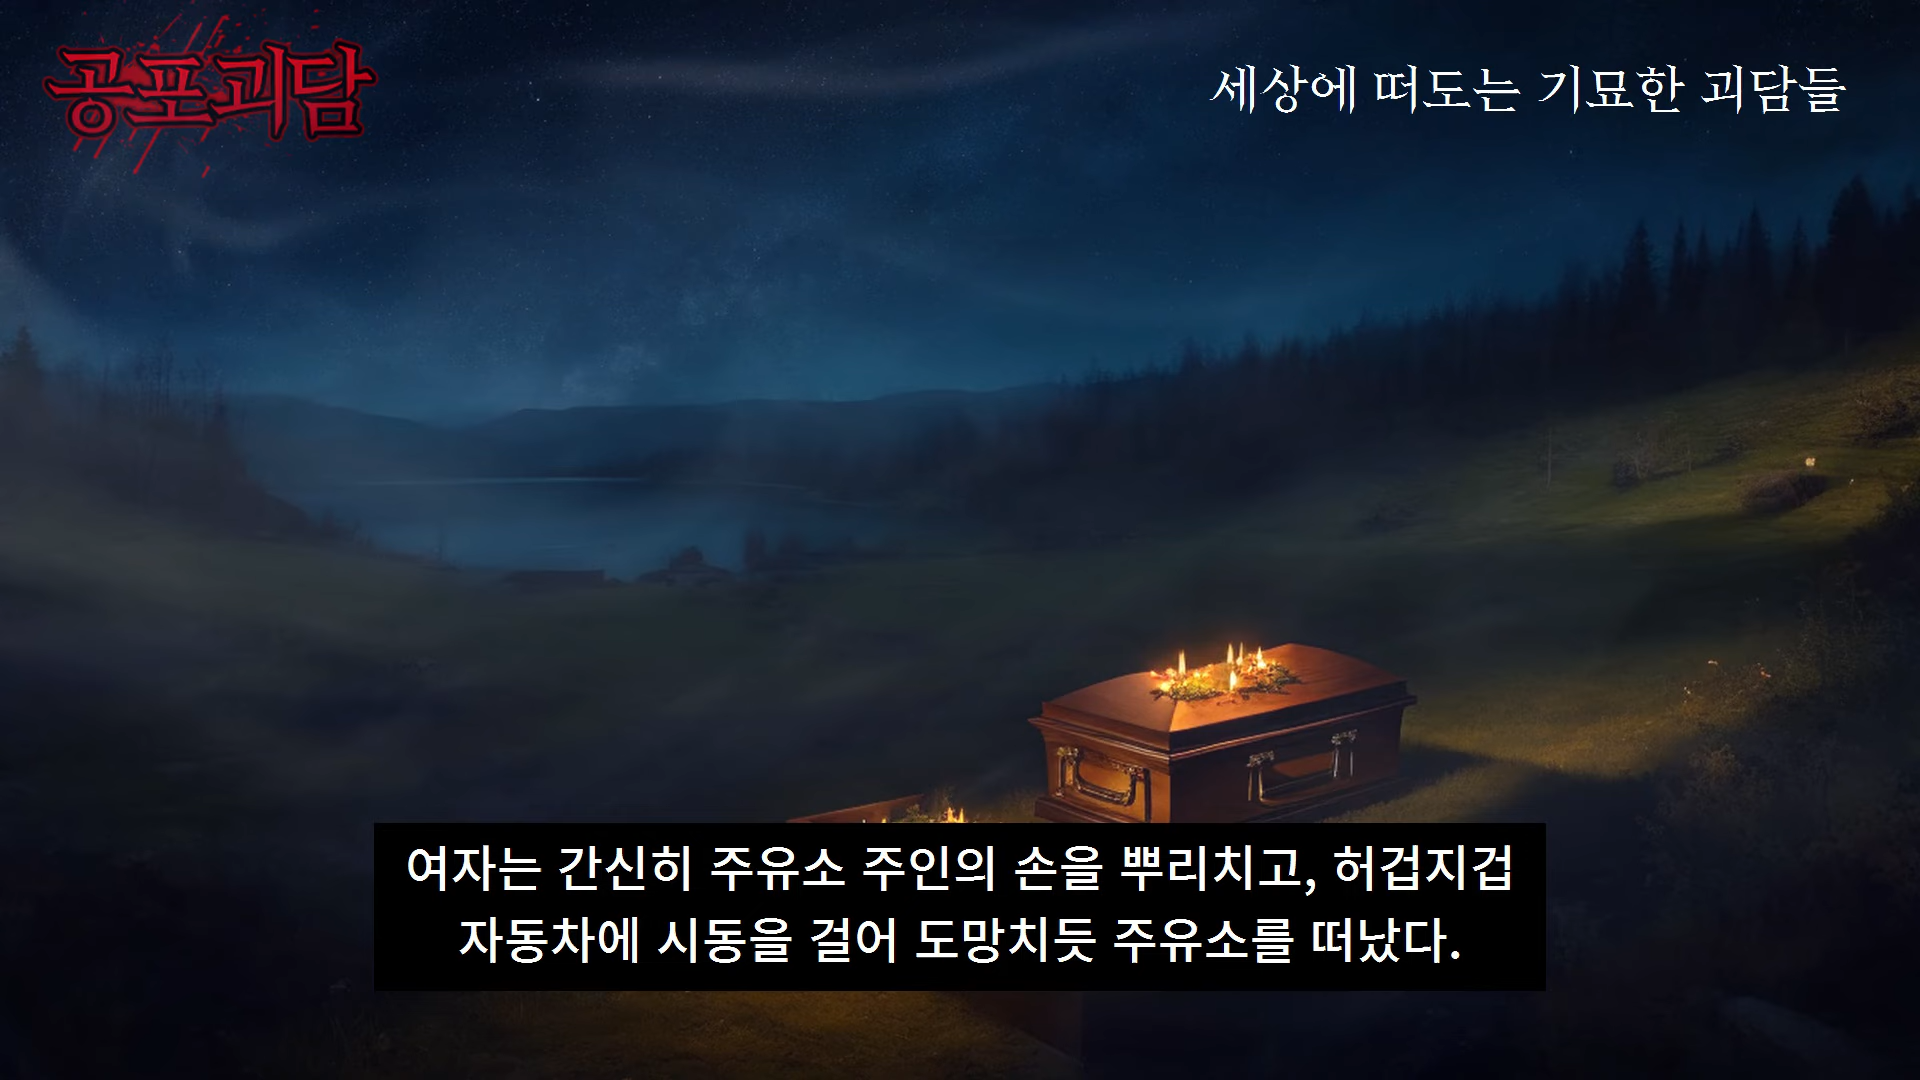 공포괴담
세상에 떠도는 기묘한 괴담들
여자는 간신히 주유소 주인의 손을 뿌리치고, 허겁지겁
자동차에 시동을 걸어 도망치듯 주유소를 떠났다.